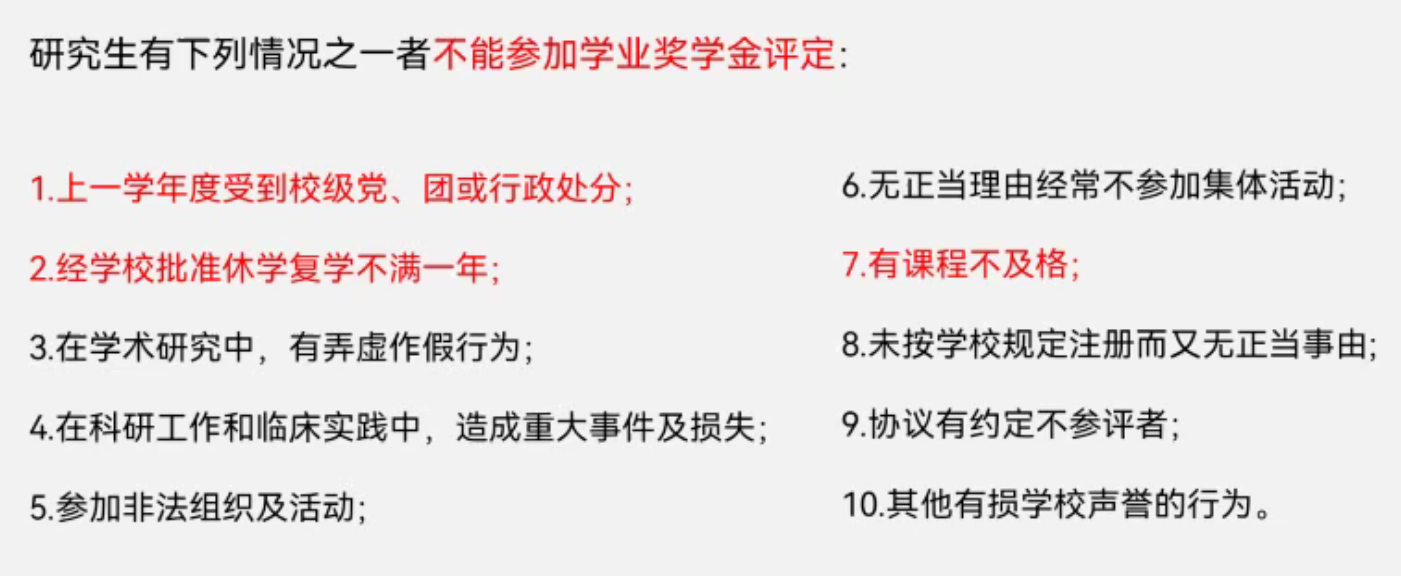 研究生有下列情况之一者不能参加学业奖学金评定：
1.上一学年度受到校级党、团或行政处分；
2.经学校批准休学复学不满一年；
3.在学术研究中，有弄虚作假行为；
4.在科研工作和临床实践中，造成重大事件及损失；
5.参加非法组织及活动；
6.无正当理由经常不参加集体活动；
7.有课程不及格；
8.未按学校规定注册而又无正当事由；
9.协议有约定不参评者；
10.其他有损学校声誉的行为。